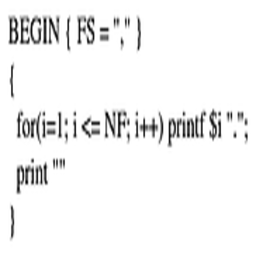 BEGIN { FS = "," }
{
for(i=1; i <= NF; i++) printf $i ".";
print ""
}